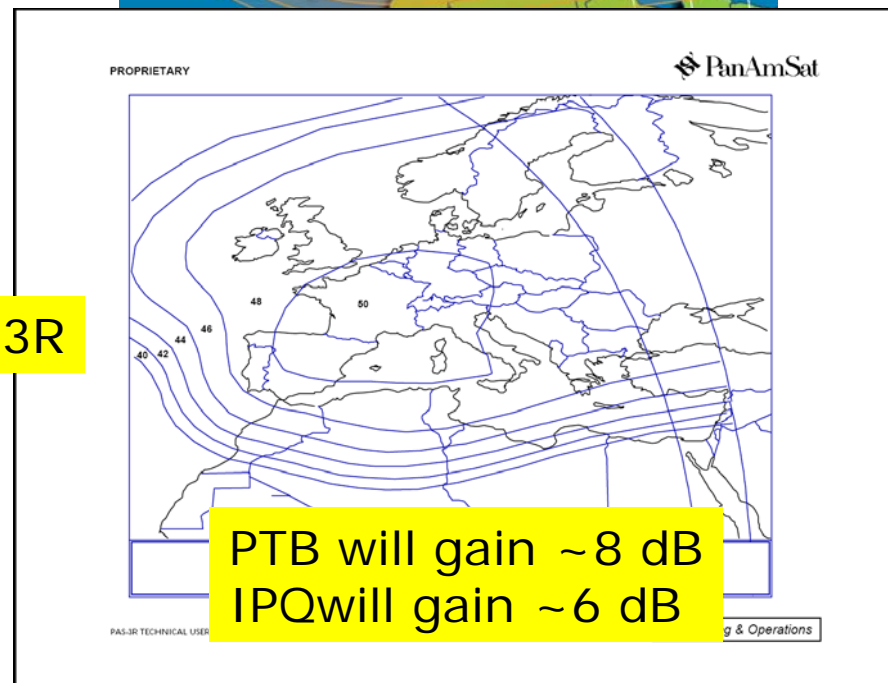 PROPRIETARY
PanAmSat
48
50
46
44
42
40
3R
PTB will gain ~8 dB
IPQwill gain ~6 dB
PAS-3R TECHNICAL USER
g & Operations